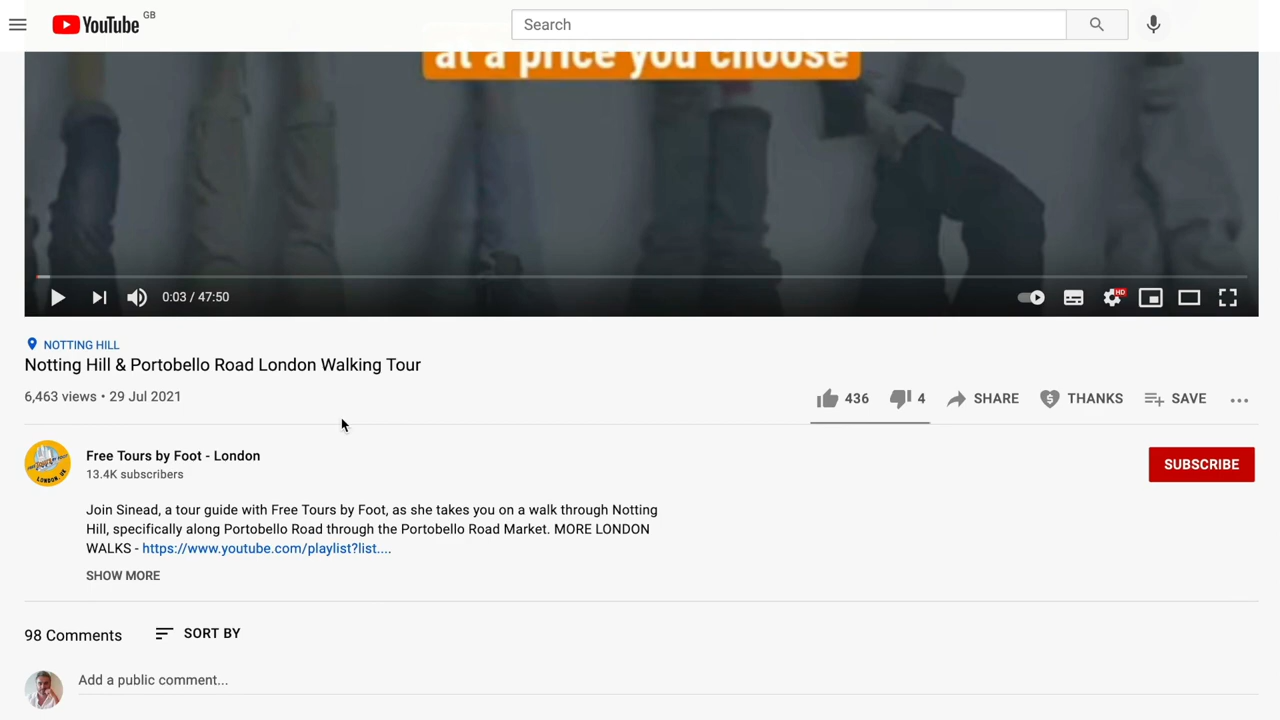 YouTube GB
Search
at a price you choose
0:03 / 47:50
HD
NOTTING HILL
Notting Hill & Portobello Road London Walking Tour
6,463 views • 29 Jul 2021
436
4
SHARE
THANKS
SAVE
Free Tours by Foot - London
13.4K subscribers
SUBSCRIBE
Join Sinead, a tour guide with Free Tours by Foot, as she takes you on a walk through Notting
Hill, specifically along Portobello Road through the Portobello Road Market. MORE LONDON
WALKS - https://www.youtube.com/playlist?list....
SHOW MORE
98 Comments
SORT BY
Add a public comment...